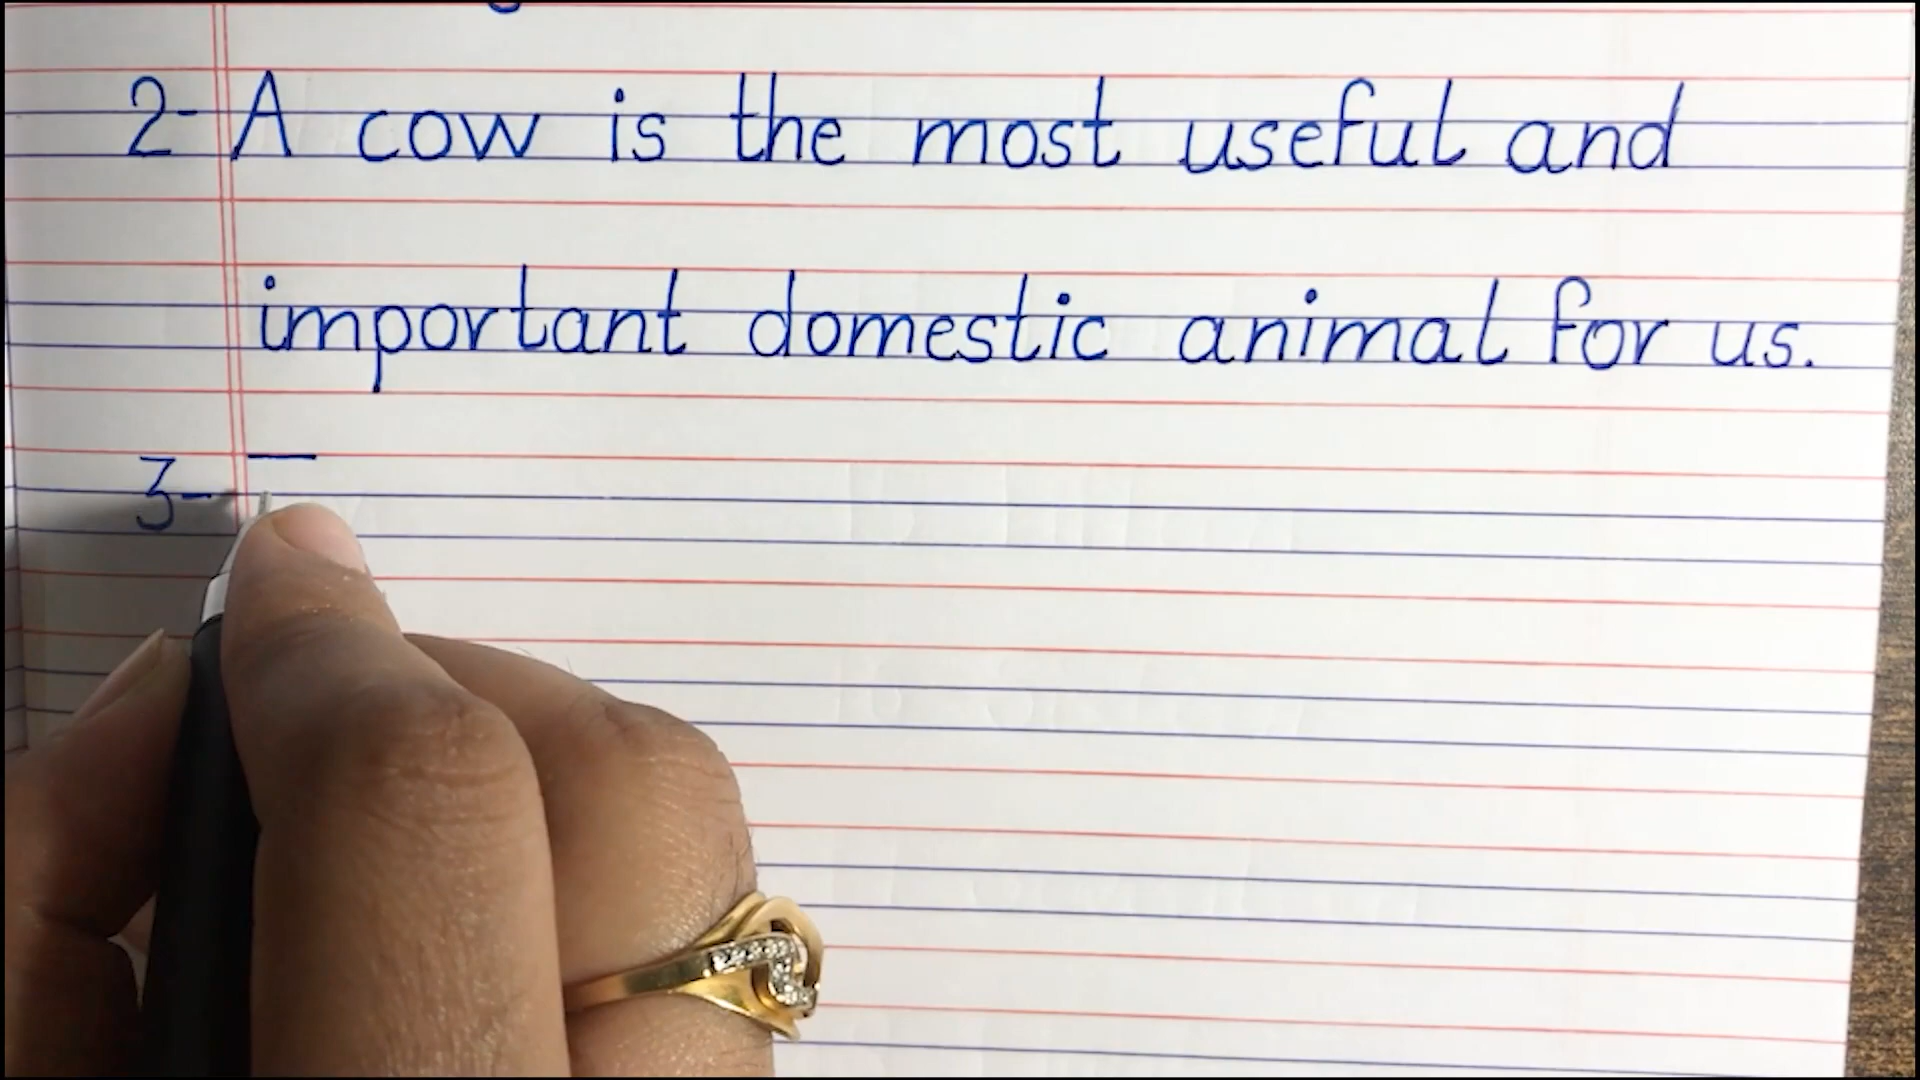 2- A cow is the most useful and
important domestic animal for us.
3-